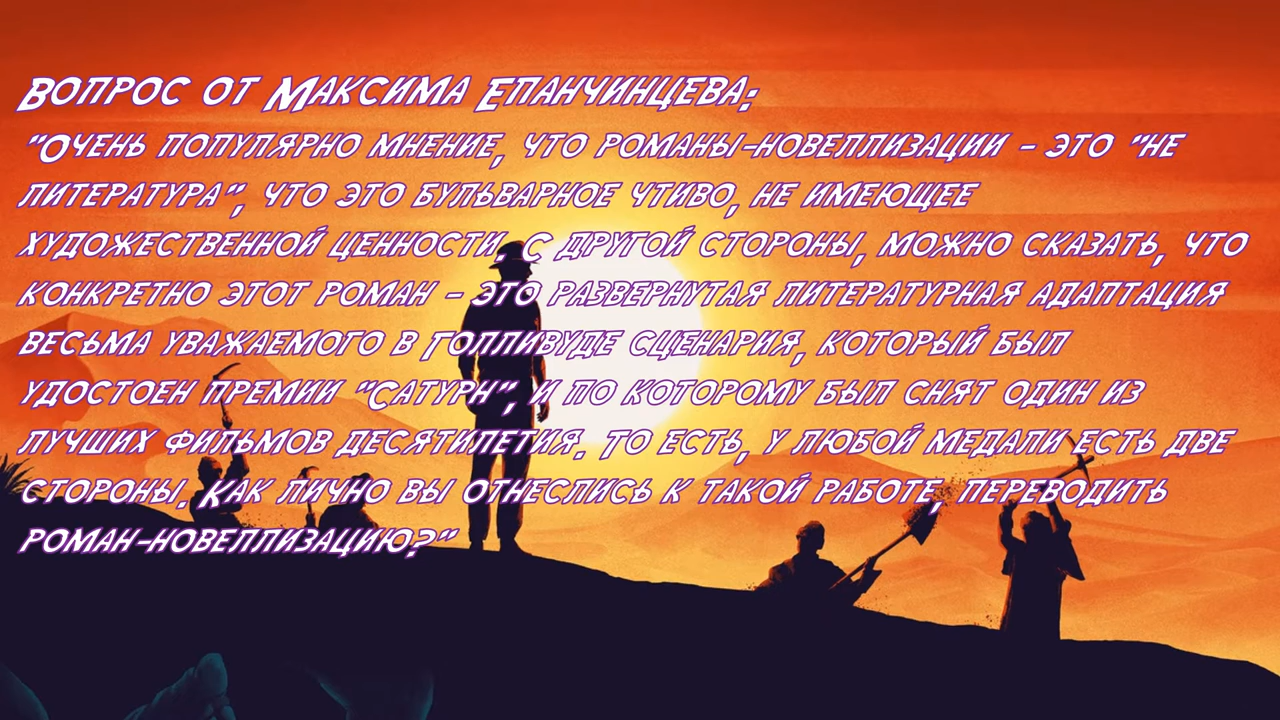 Вопрос от Максима Епанчинцева:
"Очень популярно мнение, что романы-новеллизации – это "не
литература", что это бульварное чтиво, не имеющее
художественной ценности. С другой стороны, можно сказать, что
конкретно этот роман – это развернутая литературная адаптация
весьма уважаемого в Голливуде сценария, который был
удостоен премии "Сатурн", и по которому был снят один из
лучших фильмов десятилетия. То есть, у любой медали есть две
стороны. Как лично вы отнеслись к такой работе, переводить
роман-новеллизацию?"